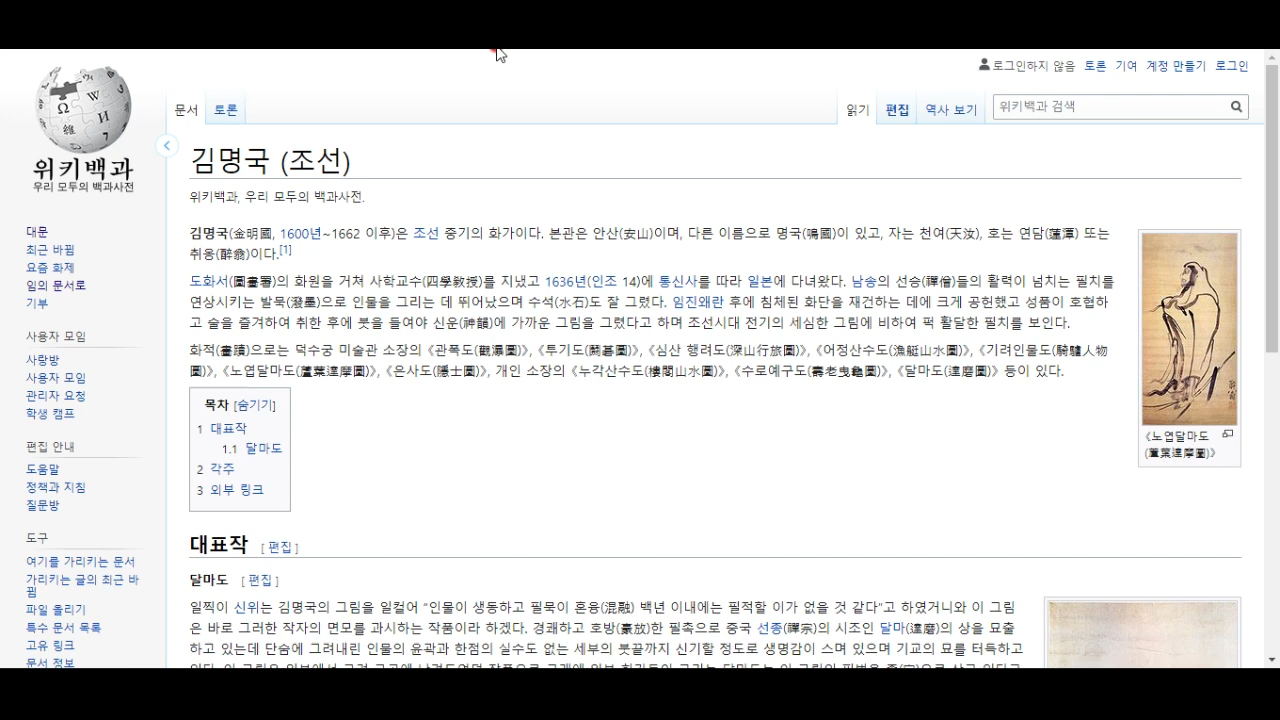 로그인하지 않음 토론 기여 계정 만들기 로그인
문서 토론 읽기 편집 역사 보기 위키백과 검색
위키백과
우리 모두의 백과사전
김명국 (조선)
위키백과, 우리 모두의 백과사전.
김명국(金明國, 1600년~1662 이후)은 조선 중기의 화가이다. 본관은 안산(安山)이며, 다른 이름으로 명국(鳴國)이 있고, 자는 천여(天汝), 호는 연담(蓮潭) 또는
취옹(醉翁)이다.[1]
도화서(圖畵署)의 화원을 거쳐 사학교수(四學敎授)를 지냈고 1636년(인조 14)에 통신사를 따라 일본에 다녀왔다. 남송의 선승(禪僧)들의 활력이 넘치는 필치를
연상시키는 발묵(潑墨)으로 인물을 그리는 데 뛰어났으며 수석(水石)도 잘 그렸다. 임진왜란 후에 침체된 화단을 재건하는 데에 크게 공헌했고 성품이 호협하
고 술을 즐겨하여 취한 후에 붓을 들여야 신운(神韻)에 가까운 그림을 그렸다고 하며 조선시대 전기의 세심한 그림에 비하여 퍽 활달한 필치를 보인다.
화적(畫蹟)으로는 덕수궁 미술관 소장의 《관폭도(觀瀑圖)》, 《투기도(鬪碁圖)》, 《심산 행려도(深山行旅圖)》, 《어정산수도(漁艇山水圖)》, 《기려인물도(騎驢人物
圖)》, 《노엽달마도(蘆葉達摩圖)》, 《은사도(隱士圖)》, 개인 소장의 《누각산수도(樓閣山水圖)》, 《수로예구도(壽老曳龜圖)》, 《달마도(達磨圖)》 등이 있다.
《노엽달마도
(蘆葉達摩圖)》
목차 [숨기기]
1 대표작
1.1 달마도
2 각주
3 외부 링크
대표작 [편집]
달마도 [편집]
일찍이 신위는 김명국의 그림을 일컬어 “인물이 생동하고 필묵이 혼융(混融) 백년 이내에는 필적할 이가 없을 것 같다”고 하였거니와 이 그림
은 바로 그러한 작자의 면모를 과시하는 작품이라 하겠다. 경쾌하고 호방(豪放)한 필촉으로 중국 선종(禪宗)의 시조인 달마(達磨)의 상을 묘출
하고 있는데 단숨에 그려내린 인물의 윤곽과 한점의 실수도 없는 세부의 붓끝까지 신기할 정도로 생명감이 스며 있으며 기교의 묘를 터득하고
대문
최근 바뀜
요즘 화제
임의 문서로
기부
사용자 모임
사랑방
사용자 모임
관리자 요청
학생 캠프
편집 안내
도움말
정책과 지침
질문방
도구
여기를 가리키는 문서
가리키는 글의 최근 바
뀜
파일 올리기
특수 문서 목록
고유 링크
문서 정보